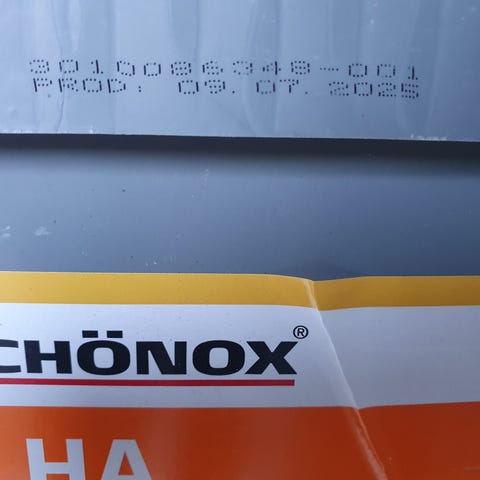 3010086348-001
PROD: 09. 07. 2025
CHÖNOX®
HA